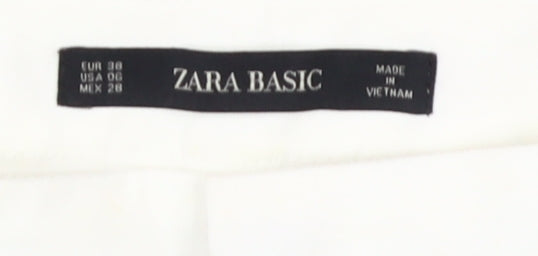 EUR 38
USA 06
MEX 28
ZARA BASIC
MADE
IN
VIETNAM